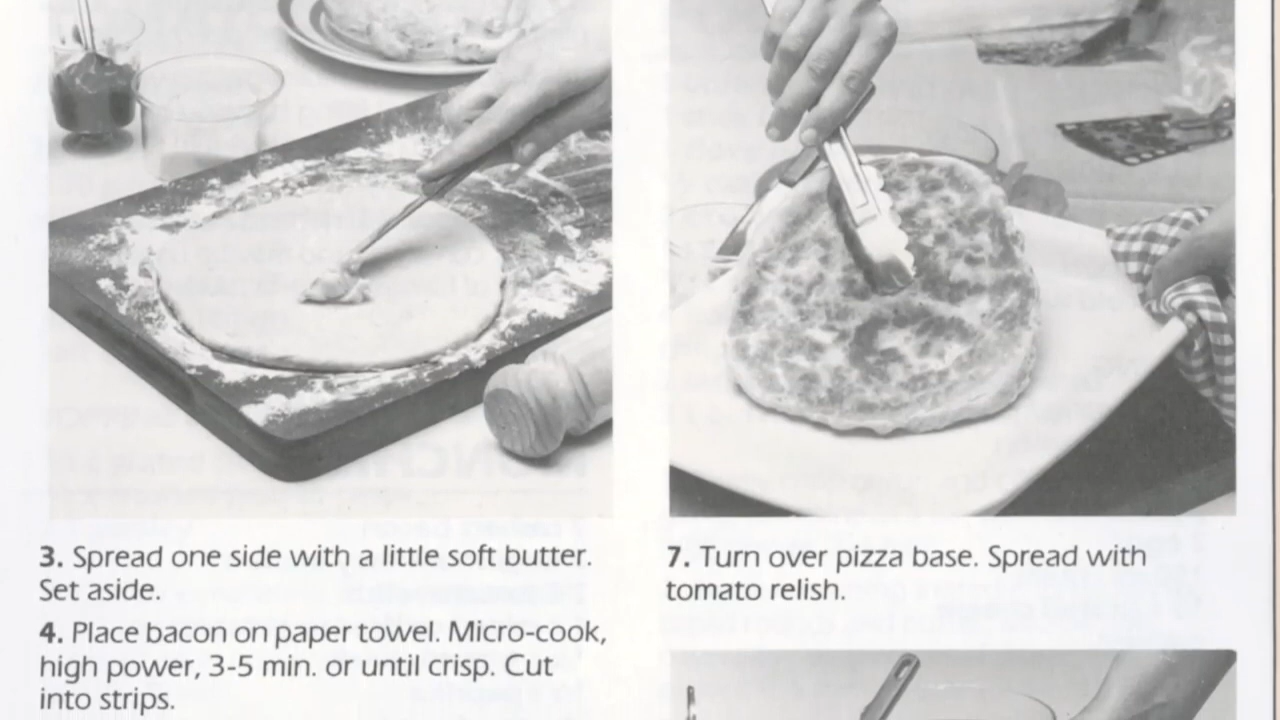 3. Spread one side with a little soft butter.
Set aside.
4. Place bacon on paper towel. Micro-cook,
high power, 3-5 min. or until crisp. Cut
into strips.
7. Turn over pizza base. Spread with
tomato relish.